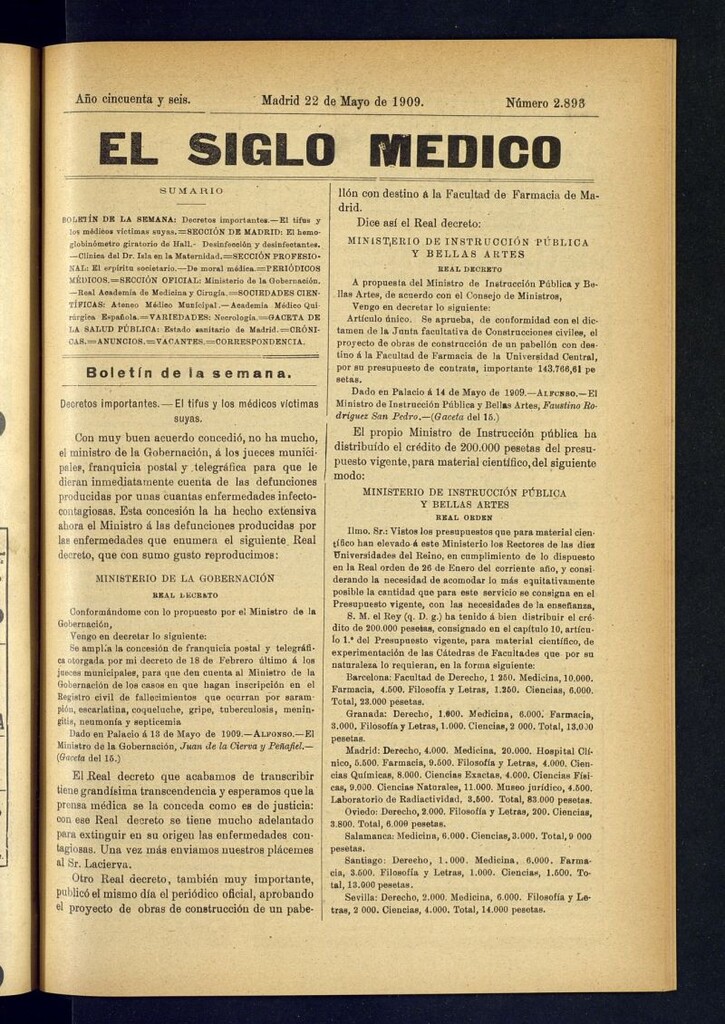 Año cincuenta y seis.
Madrid 22 de Mayo de 1909.
Número 2.893
EL SIGLO MEDICO
SUMARIO
BOLETÍN DE LA SEMANA: Decretos importantes.—El tifus y
los médicos víctimas suyas.=SECCIÓN DE MADRID: El hemo-
globinómetro giratorio de Hall.- Desinfección y desinfectantes.
—Clínica del Dr. Isla en la Maternidad.=SECCIÓN PROFESIO-
NAL: El espíritu societario.—De moral médica.=PERIÓDICOS
MÉDICOS.=SECCIÓN OFICIAL: Ministerio de la Gobernación.
—Real Academia de Medicina y Cirugía.=SOCIEDADES CIEN-
TÍFICAS: Ateneo Médico Municipal.—Academia Médico Qui-
rúrgica Española.=VARIEDADES: Necrología.=GACETA DE
LA SALUD PÚBLICA: Estado sanitario de Madrid.=CRÓNI-
CAS.=ANUNCIOS.=VACANTES.=CORRESPONDENCIA.
Boletín de la semana.
Decretos importantes.—El tifus y los médicos víctimas
suyas.
Con muy buen acuerdo concedió, no ha mucho,
el ministro de la Gobernación, á los jueces munici-
pales, franquicia postal y telegráfica para que le
dieran inmediatamente cuenta de las defunciones
producidas por unas cuantas enfermedades infecto-
contagiosas. Esta concesión la ha hecho extensiva
ahora el Ministro á las defunciones producidas por
las enfermedades que enumera el siguiente Real
decreto, que con sumo gusto reproducimos:
MINISTERIO DE LA GOBERNACIÓN
REAL DECRETO
Conformándome con lo propuesto por el Ministro de la
Gobernación,
Vengo en decretar lo siguiente:
Se amplía la concesión de franquicia postal y telegráfi-
ca otorgada por mi decreto de 18 de Febrero último á los
jueces municipales, para que den cuenta al Ministro de la
Gobernación de los casos en que hagan inscripción en el
Registro civil de fallecimientos que ocurran por saram-
pión, escarlatina, coqueluche, gripe, tuberculosis, menin-
gitis, neumonía y septicemia
Dado en Palacio á 13 de Mayo de 1909.—ALFONSO.—El
Ministro de la Gobernación, Juan de la Cierva y Peñafiel.—
(Gaceta del 15.)
El Real decreto que acabamos de transcribir
tiene grandísima transcendencia y esperamos que la
prensa médica se la conceda como es de justicia:
con ese Real decreto se tiene mucho adelantado
para extinguir en su origen las enfermedades con-
tagiosas. Una vez más enviamos nuestros plácemes
al Sr. Lacierva.
Otro Real decreto, también muy importante,
publicó el mismo día el periódico oficial, aprobando
el proyecto de obras de construcción de un pabe-
llón con destino á la Facultad de Farmacia de Ma-
drid.
Dice así el Real decreto:
MINISTERIO DE INSTRUCCIÓN PÚBLICA
Y BELLAS ARTES
REAL DECRETO
A propuesta del Ministro de Instrucción Pública y Be-
llas Artes, de acuerdo con el Consejo de Ministros,
Vengo en decretar lo siguiente:
Artículo único. Se aprueba, de conformidad con el dic-
tamen de la Junta facultativa de Construcciones civiles, el
proyecto de obras de construcción de un pabellón con des-
tino á la Facultad de Farmacia de la Universidad Central,
por su presupuesto de contrata, importante 143.766,61 pe
setas.
Dado en Palacio á 14 de Mayo de 1909.—ALFONSO.—El
Ministro de Instrucción Pública y Bellas Artes, Faustino Ro-
dríguez San Pedro.—(Gaceta del 15.)
El propio Ministro de Instrucción pública ha
distribuído el crédito de 200.000 pesetas del presu-
puesto vigente, para material científico, del siguiente
modo:
MINISTERIO DE INSTRUCCIÓN PÚBLICA
Y BELLAS ARTES
REAL ORDEN
Ilmo. Sr.: Vistos los presupuestos que para material cien-
tífico han elevado á este Ministerio los Rectores de las diez
Universidades del Reino, en cumplimiento de lo dispuesto
en la Real orden de 26 de Enero del corriente año, y consi-
derando la necesidad de acomodar lo más equitativamente
posible la cantidad que para este servicio se consigna en el
Presupuesto vigente, con las necesidades de la enseñanza,
S. M. el Rey (q. D. g.) ha tenido á bien distribuir el cré-
dito de 200.000 pesetas, consignado en el capítulo 10, artícu-
lo 1.º del Presupuesto vigente, para material científico, de
experimentación de las Cátedras de Facultades que por su
naturaleza lo requieran, en la forma siguiente:
Barcelona: Facultad de Derecho, 1 250. Medicina, 10.000.
Farmacia, 4.500. Filosofía y Letras, 1.250. Ciencias, 6.000.
Total, 23.000 pesetas.
Granada: Derecho, 1.000. Medicina, 6.000. Farmacia,
3.000. Filosofía y Letras, 1.000. Ciencias, 2 000. Total, 13.000
pesetas.
Madrid: Derecho, 4.000. Medicina, 20.000. Hospital Clí-
nico, 5.500. Farmacia, 9.500. Filosofía y Letras, 4.000. Cien-
cias Químicas, 8.000. Ciencias Exactas, 4.000. Ciencias Físi-
cas, 9.000. Ciencias Naturales, 11.000. Museo jurídico, 4.500.
Laboratorio de Radiactividad, 3.500. Total, 83.000 pesetas.
Oviedo: Derecho, 2.000. Filosofía y Letras, 200. Ciencias,
3.800. Total, 6.000 pesetas.
Salamanca: Medicina, 6.000. Ciencias, 3.000. Total, 9 000
pesetas.
Santiago: Derecho, 1.000. Medicina, 6.000. Farma-
cia, 3.500. Filosofía y Letras, 1.000. Ciencias, 1.500. To-
tal, 13.000 pesetas.
Sevilla: Derecho, 2.000. Medicina, 6.000. Filosofía y Le-
tras, 2 000. Ciencias, 4.000. Total, 14.000 pesetas.